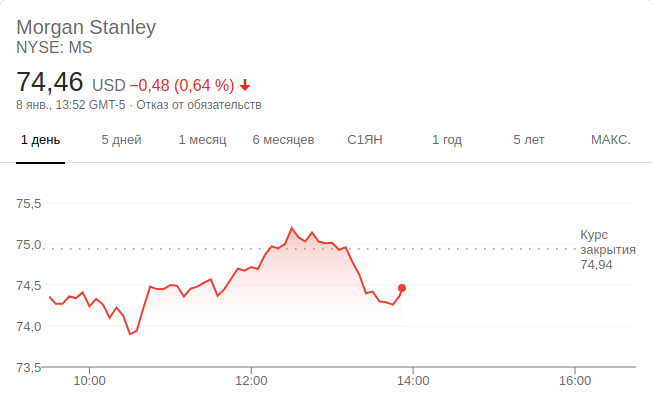 Morgan Stanley
NYSE: MS
74,46 USD −0,48 (0,64 %)
8 янв., 13:52 GMT-5 · Отказ от обязательств
1 день 5 дней 1 месяц 6 месяцев С1ЯН 1 год 5 лет МАКС.
75,5
75,0
74,5
74,0
73,5
Курс
закрытия
74,94
10:00 12:00 14:00 16:00